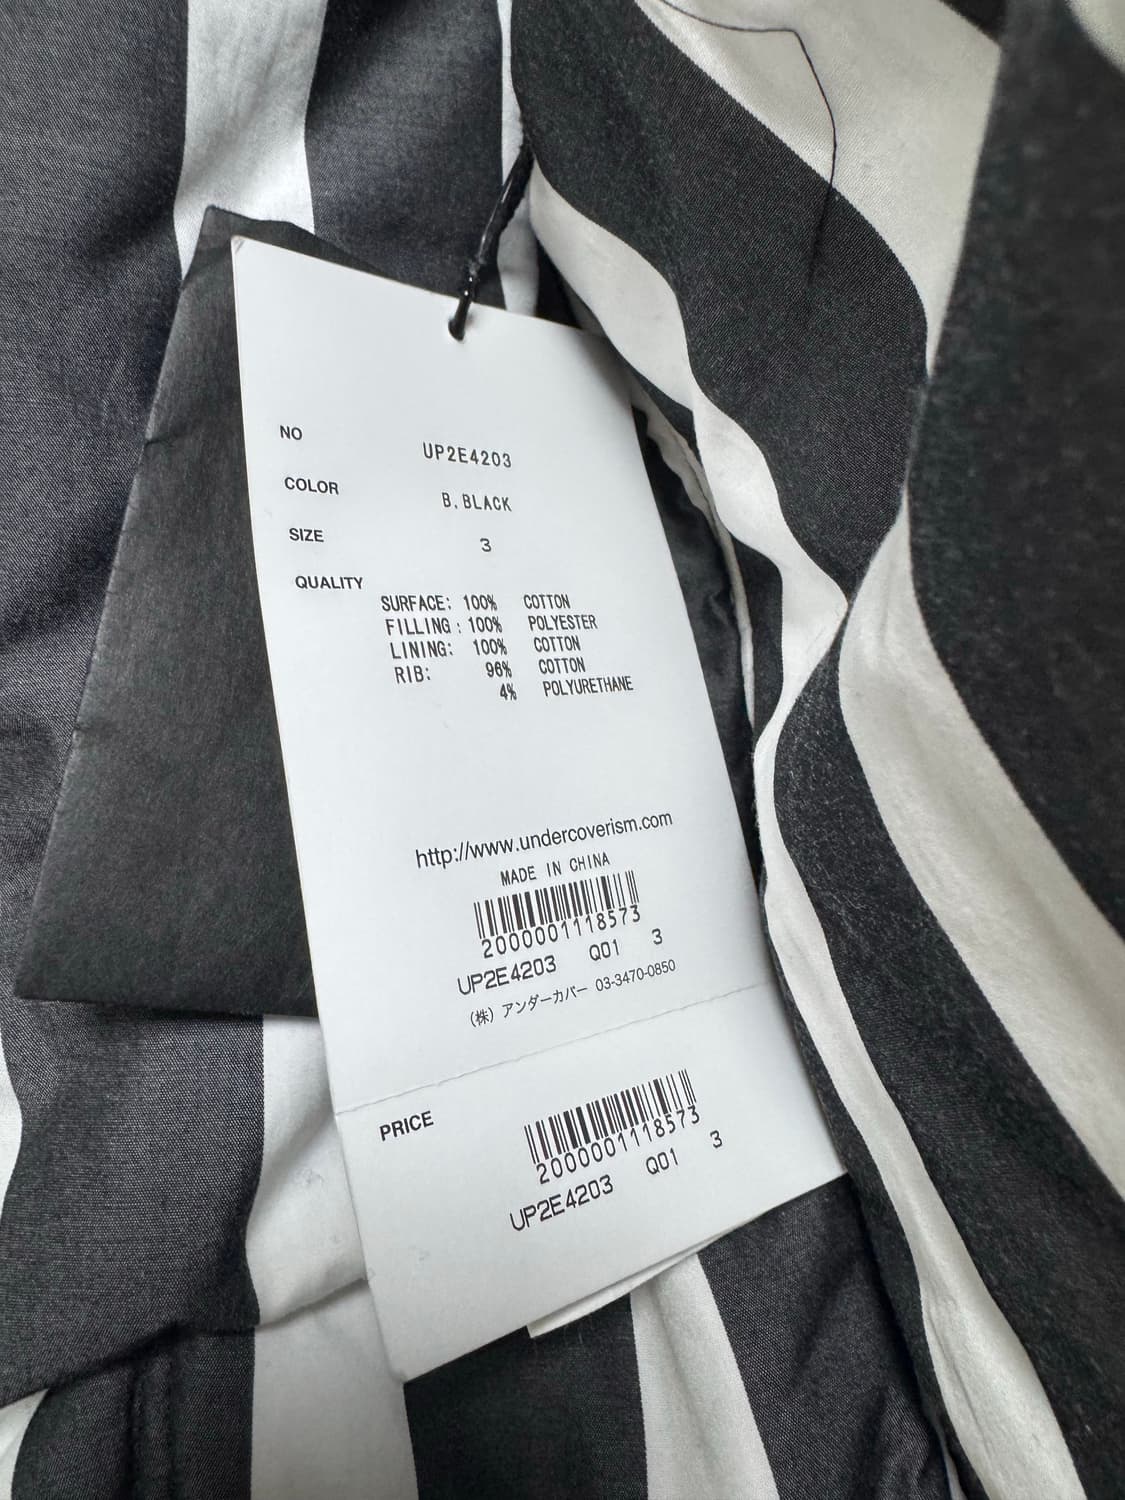 NO UP2E4203
COLOR B.BLACK
SIZE 3
QUALITY
SURFACE: 100% COTTON
FILLING : 100% POLYESTER
LINING: 100% COTTON
RIB: 96% COTTON
4% POLYURETHANE
http://www.undercoverism.com
MADE IN CHINA
2000001118573
UP2E4203 Q01 3
(株) アンダーカバー 03-3470-0850
PRICE
2000001118573
UP2E4203 Q01 3